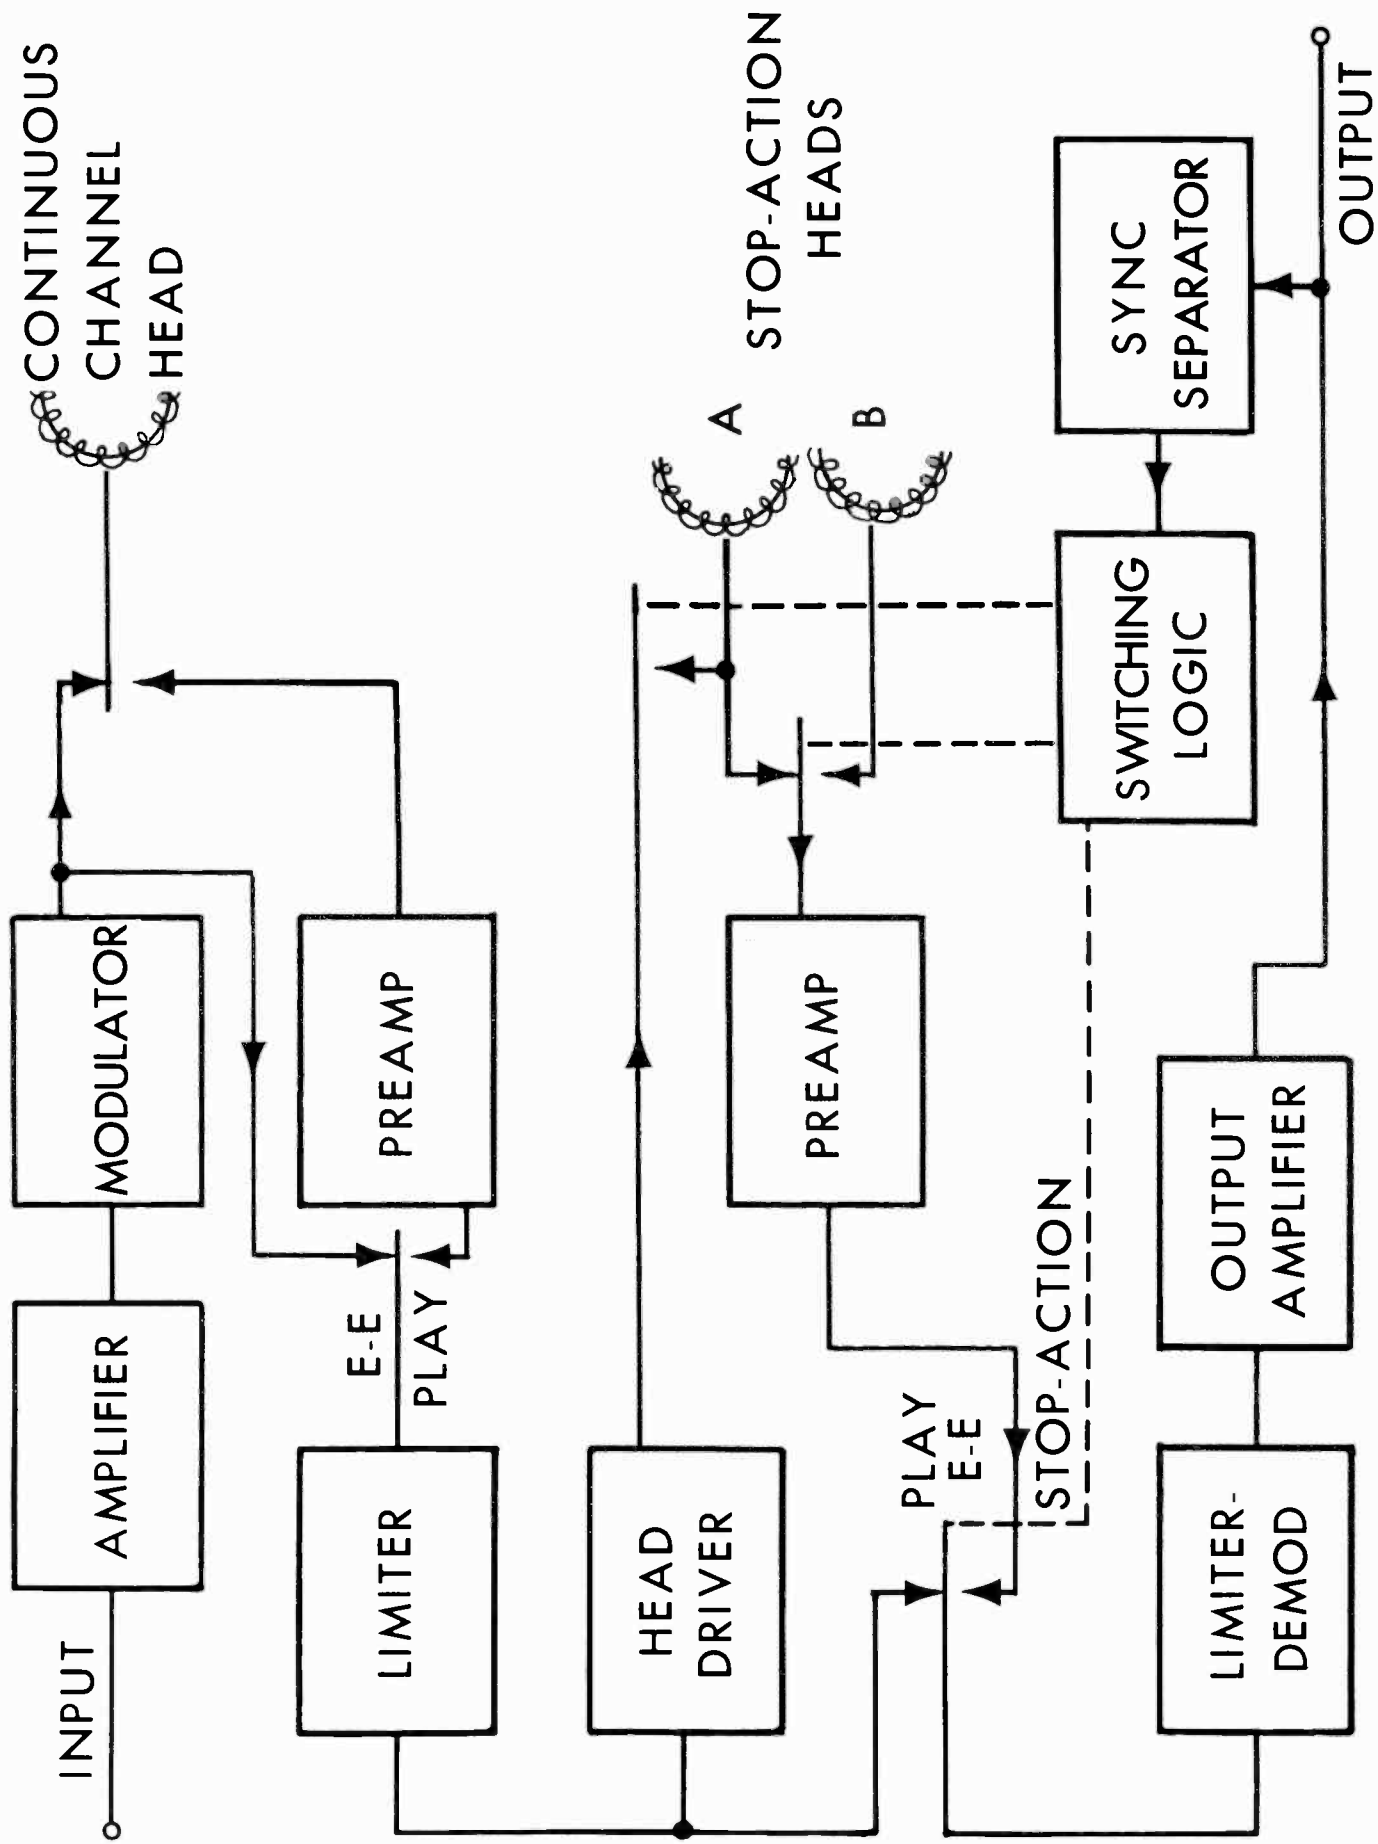 INPUT
AMPLIFIER
MODULATOR
CONTINUOUS
CHANNEL
HEAD
LIMITER
E-E
PLAY
PREAMP
HEAD
DRIVER
PREAMP
A
B
STOP-ACTION
HEADS
PLAY
E-E
STOP-ACTION
LIMITER-
DEMOD
OUTPUT
AMPLIFIER
SWITCHING
LOGIC
SYNC
SEPARATOR
OUTPUT